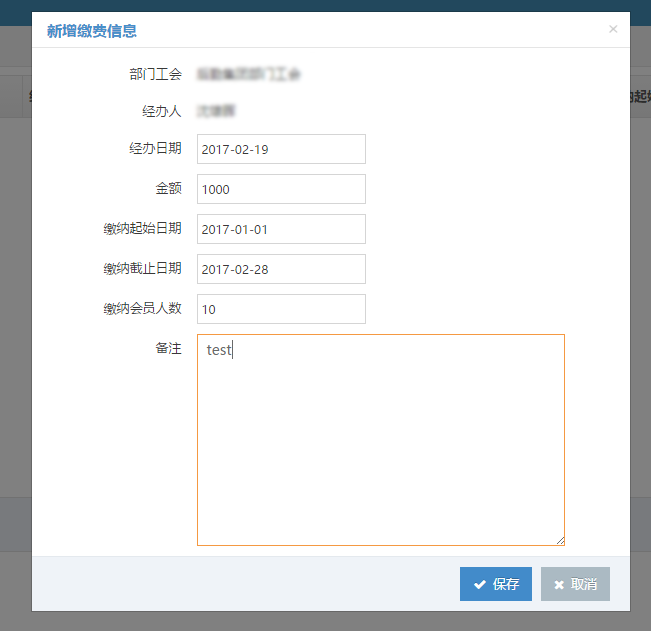 新增缴费信息 ×
部门工会
经办人
经办日期 2017-02-19
金额 1000
缴纳起始日期 2017-01-01
缴纳截止日期 2017-02-28
缴纳会员人数 10
备注 test
保存 取消